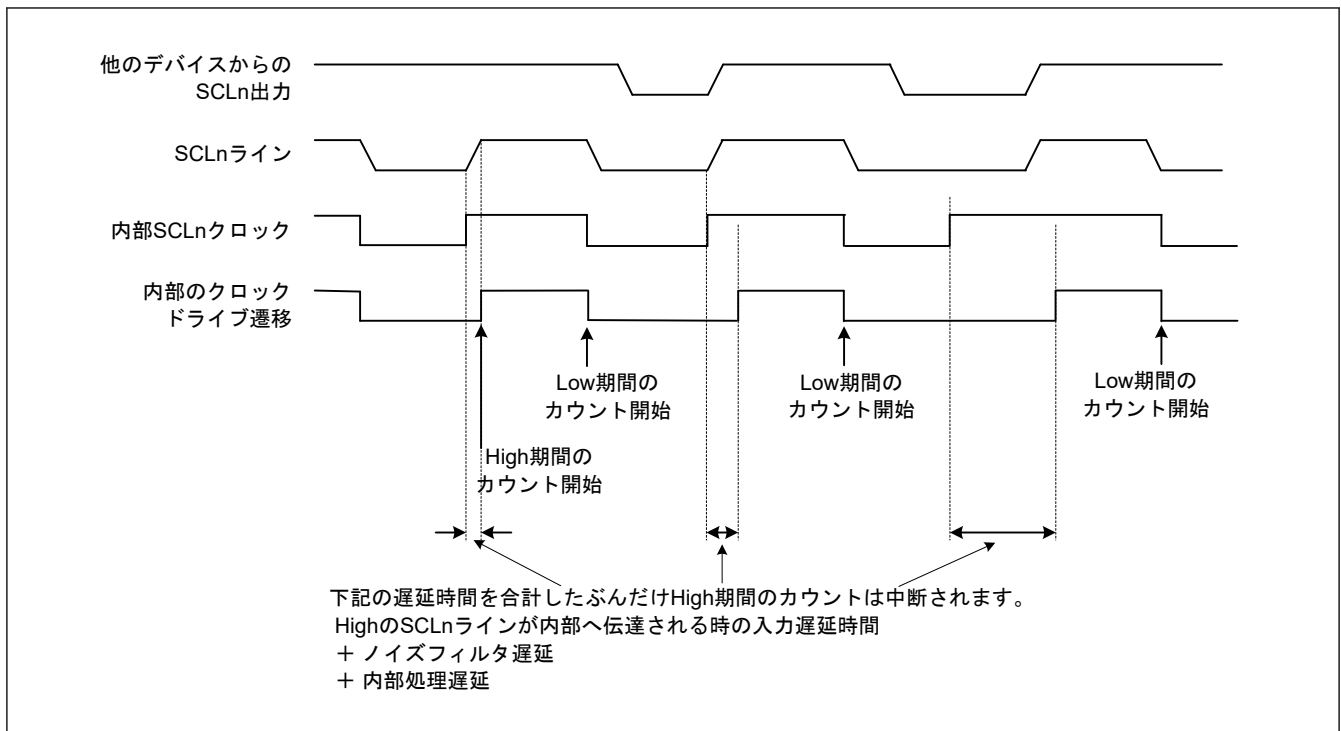 他のデバイスからの
SCLn出力
SCLnライン
内部SCLnクロック
内部のクロック
ドライブ遷移
Low期間の
カウント開始
Low期間の
カウント開始
Low期間の
カウント開始
High期間の
カウント開始
下記の遅延時間を合計したぶんだけHigh期間のカウントは中断されます。
HighのSCLnラインが内部へ伝達される時の入力遅延時間
＋ ノイズフィルタ遅延
＋ 内部処理遅延